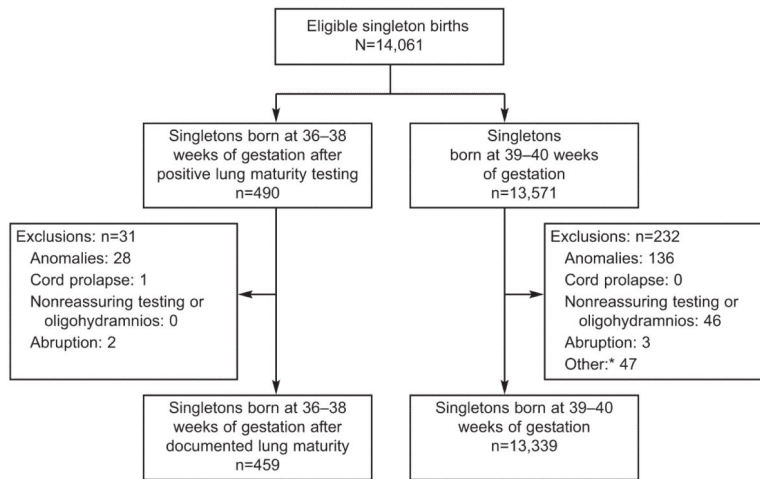 Eligible singleton births
N=14,061
Singletons born at 36–38
weeks of gestation after
positive lung maturity testing
n=490
Singletons
born at 39–40 weeks
of gestation
n=13,571
Exclusions: n=31
Anomalies: 28
Cord prolapse: 1
Nonreassuring testing or
oligohydramnios: 0
Abruption: 2
Exclusions: n=232
Anomalies: 136
Cord prolapse: 0
Nonreassuring testing or
oligohydramnios: 46
Abruption: 3
Other:* 47
Singletons born at 36–38
weeks of gestation after
documented lung maturity
n=459
Singletons born at 39–40
weeks of gestation
n=13,339